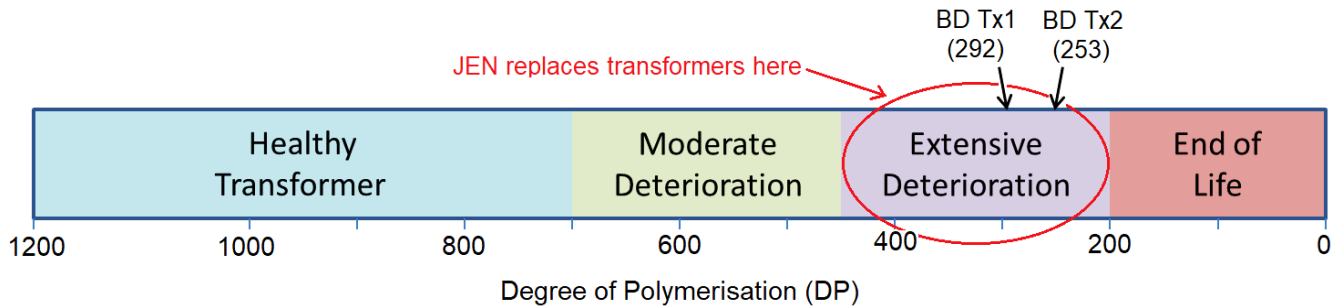 BD Tx1 BD Tx2
(292) (253)
JEN replaces transformers here
Healthy
Transformer
Moderate
Deterioration
Extensive
Deterioration
End of
Life
1200 1000 800 600 400 200 0
Degree of Polymerisation (DP)